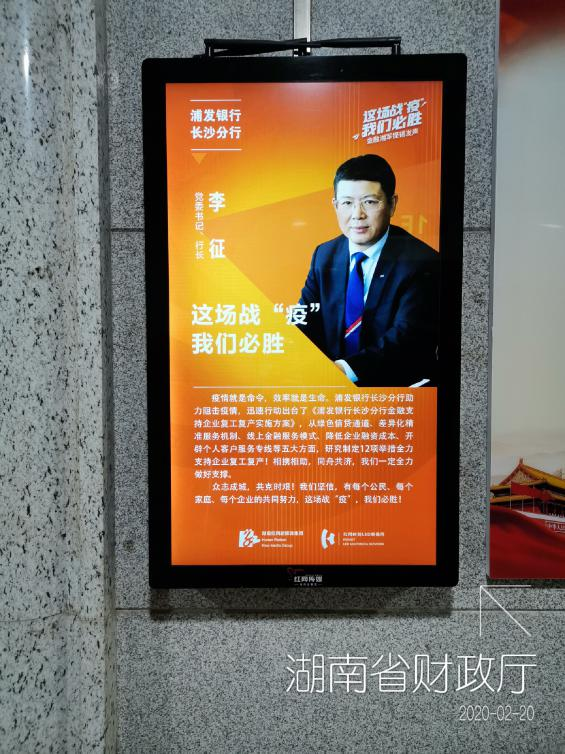 浦发银行
长沙分行
这场战“疫”
我们必胜
金融湘军铿锵发声
李征
党委书记、行长
这场战“疫”
我们必胜
疫情就是命令，效率就是生命。浦发银行长沙分行助
力阻击疫情，迅速行动出台了《浦发银行长沙分行金融支
持企业复工复产实施方案》，从绿色信贷通道、差异化精
准服务机制、线上金融服务模式、降低企业融资成本、开
辟个人客户服务专线等五大方面，研究制定12项举措全力
支持企业复工复产！相携相助，同舟共济，我们一定全力
做好支撑。
众志成城，共克时艰！我们坚信，有每个公民、每个
家庭、每个企业的共同努力，这场战“疫”，我们必胜！
红网传媒
湖南省财政厅
2020-02-20